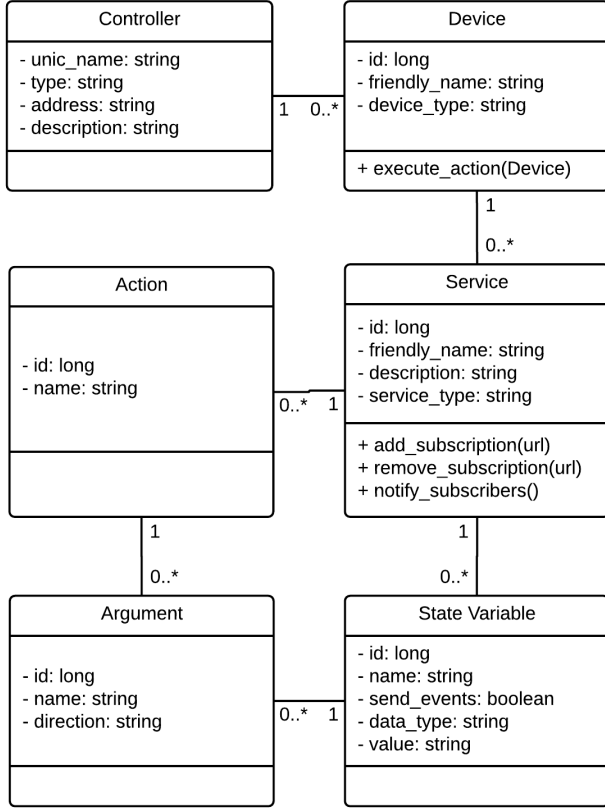 Controller
- unic_name: string
- type: string
- address: string
- description: string
1
0..*
Device
- id: long
- friendly_name: string
- device_type: string
+ execute_action(Device)
1
0..*
Action
- id: long
- name: string
0..*
1
Service
- id: long
- friendly_name: string
- description: string
- service_type: string
+ add_subscription(url)
+ remove_subscription(url)
+ notify_subscribers()
1
0..*
1
0..*
Argument
- id: long
- name: string
- direction: string
0..*
1
State Variable
- id: long
- name: string
- send_events: boolean
- data_type: string
- value: string